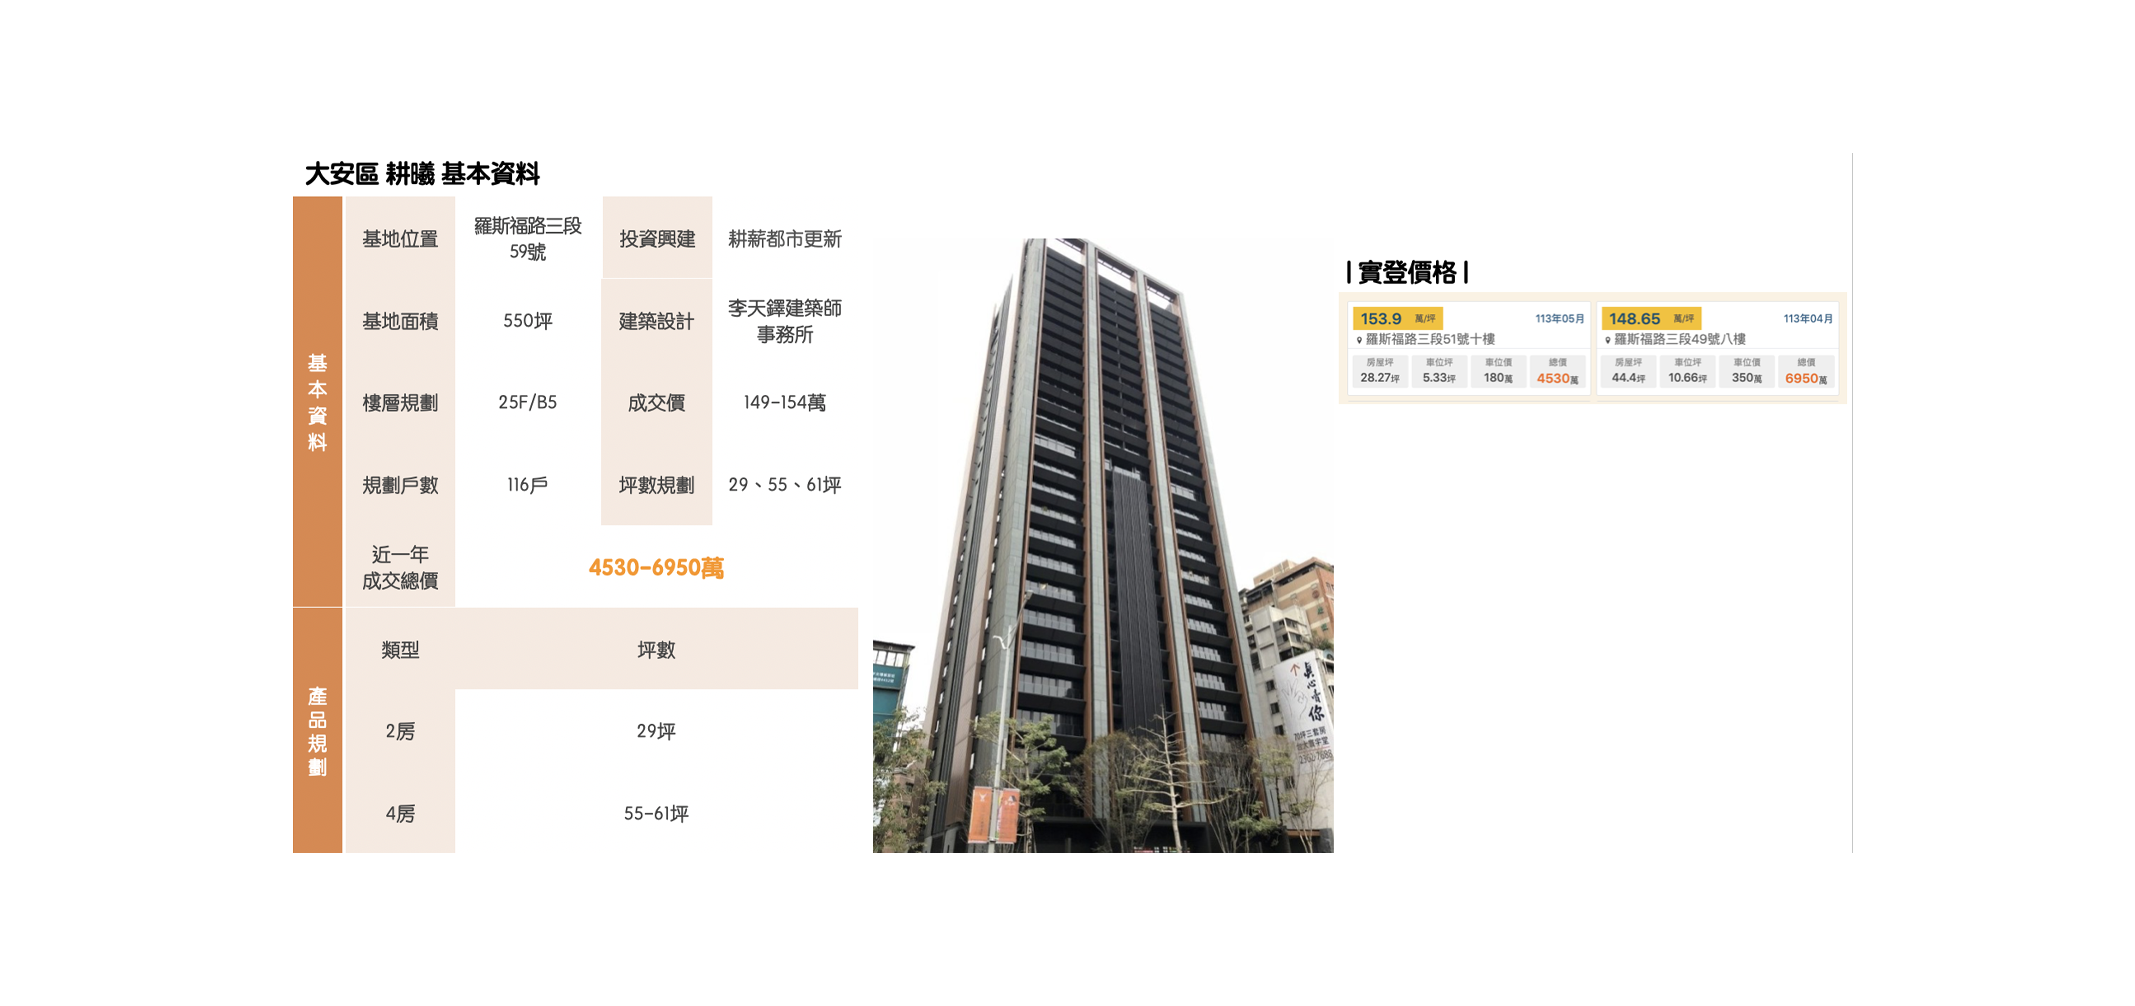 大安區 耕曦 基本資料
基本資料
基地位置
羅斯福路三段
59號
投資興建
耕薪都市更新
基地面積
550坪
建築設計
李天鐸建築師
事務所
樓層規劃
25F/B5
成交價
149-154萬
規劃戶數
116戶
坪數規劃
29、55、61坪
近一年
成交總價
4530-6950萬
產品規劃
類型
坪數
2房
29坪
4房
55-61坪
|實登價格|
153.9 萬/坪
113年05月
羅斯福路三段51號十樓
房屋坪 車位坪 車位價 總價
28.27坪 5.33坪 180萬 4530萬
148.65 萬/坪
113年04月
羅斯福路三段49號八樓
房屋坪 車位坪 車位價 總價
44.4坪 10.66坪 350萬 6950萬